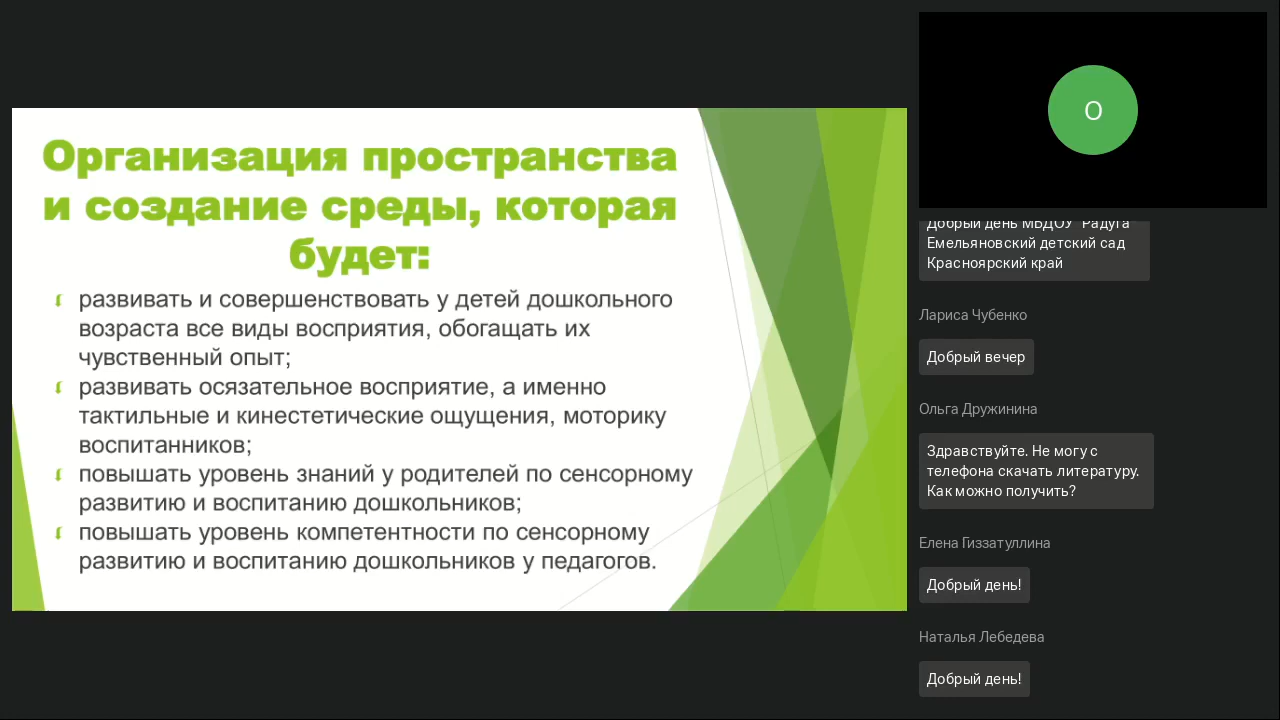 Организация пространства
и создание среды, которая
будет:
развивать и совершенствовать у детей дошкольного
возраста все виды восприятия, обогащать их
чувственный опыт;
развивать осязательное восприятие, а именно
тактильные и кинестетические ощущения, моторику
воспитанников;
повышать уровень знаний у родителей по сенсорному
развитию и воспитанию дошкольников;
повышать уровень компетентности по сенсорному
развитию и воспитанию дошкольников у педагогов.
О
Добрый день МБДОУ "Радуга"
Емельяновский детский сад
Красноярский край
Лариса Чубенко
Добрый вечер
Ольга Дружинина
Здравствуйте. Не могу с
телефона скачать литературу.
Как можно получить?
Елена Гиззатуллина
Добрый день!
Наталья Лебедева
Добрый день!